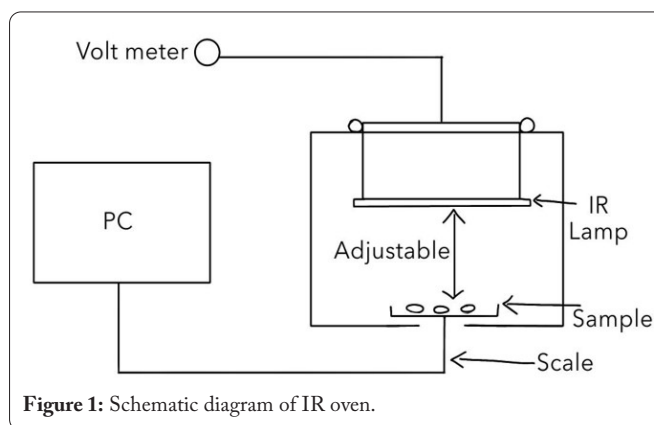 Volt meter
PC
IR
Lamp
Adjustable
Sample
Scale
Figure 1: Schematic diagram of IR oven.